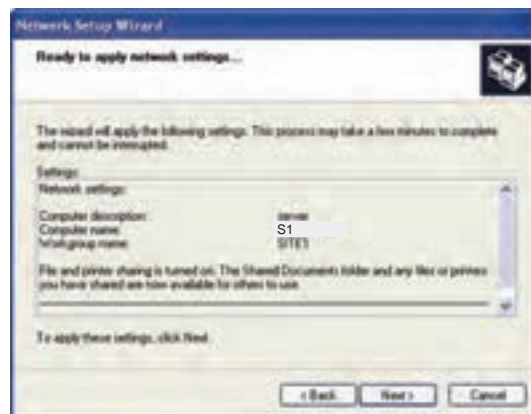 Network Setup Wizard
Ready to apply network settings...
The wizard will apply the following settings. This process may take a few minutes to complete
and cannot be interrupted.
Settings:
Network settings:
Computer description: server
Computer name: S1
Workgroup name: SITE1
File and printer sharing is turned on. The Shared Documents folder and any files or printers
you have shared are now available for others to use.
To apply these settings, click Next.
< Back
Next >
Cancel